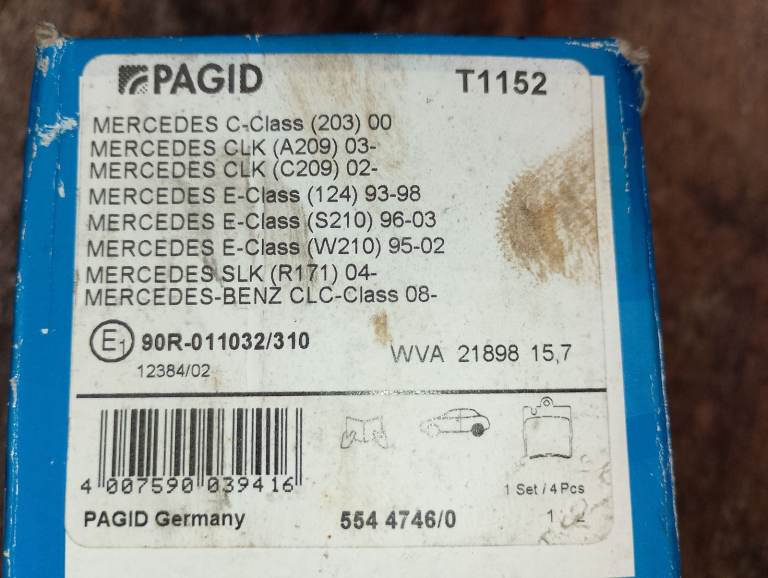 PAGID T1152
MERCEDES C-Class (203) 00
MERCEDES CLK (A209) 03-
MERCEDES CLK (C209) 02-
MERCEDES E-Class (124) 93-98
MERCEDES E-Class (S210) 96-03
MERCEDES E-Class (W210) 95-02
MERCEDES SLK (R171) 04-
MERCEDES-BENZ CLC-Class 08-
E1 90R-011032/310
WVA 21898 15,7
12384/02
4 007590 039416
1 Set / 4 Pcs
PAGID Germany 554 4746/0 1 2